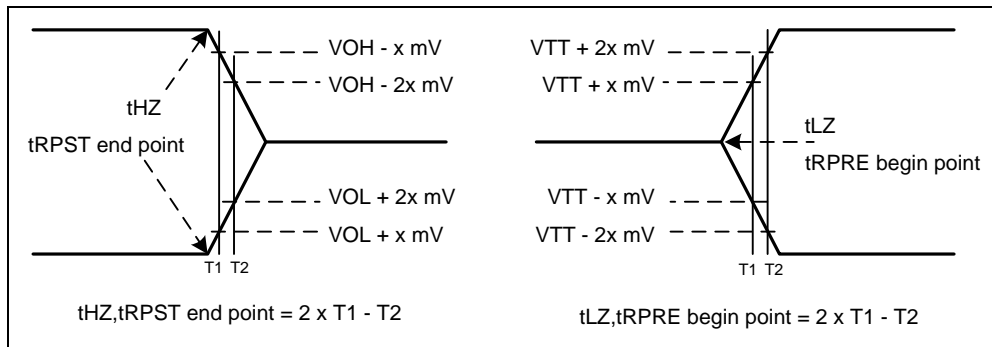 VOH - x mV
VOH - 2x mV
tHZ
tRPST end point
VOL + 2x mV
VOL + x mV
T1 T2
tHZ,tRPST end point = 2 x T1 - T2
VTT + 2x mV
VTT + x mV
tLZ
tRPRE begin point
VTT - x mV
VTT - 2x mV
T1 T2
tLZ,tRPRE begin point = 2 x T1 - T2